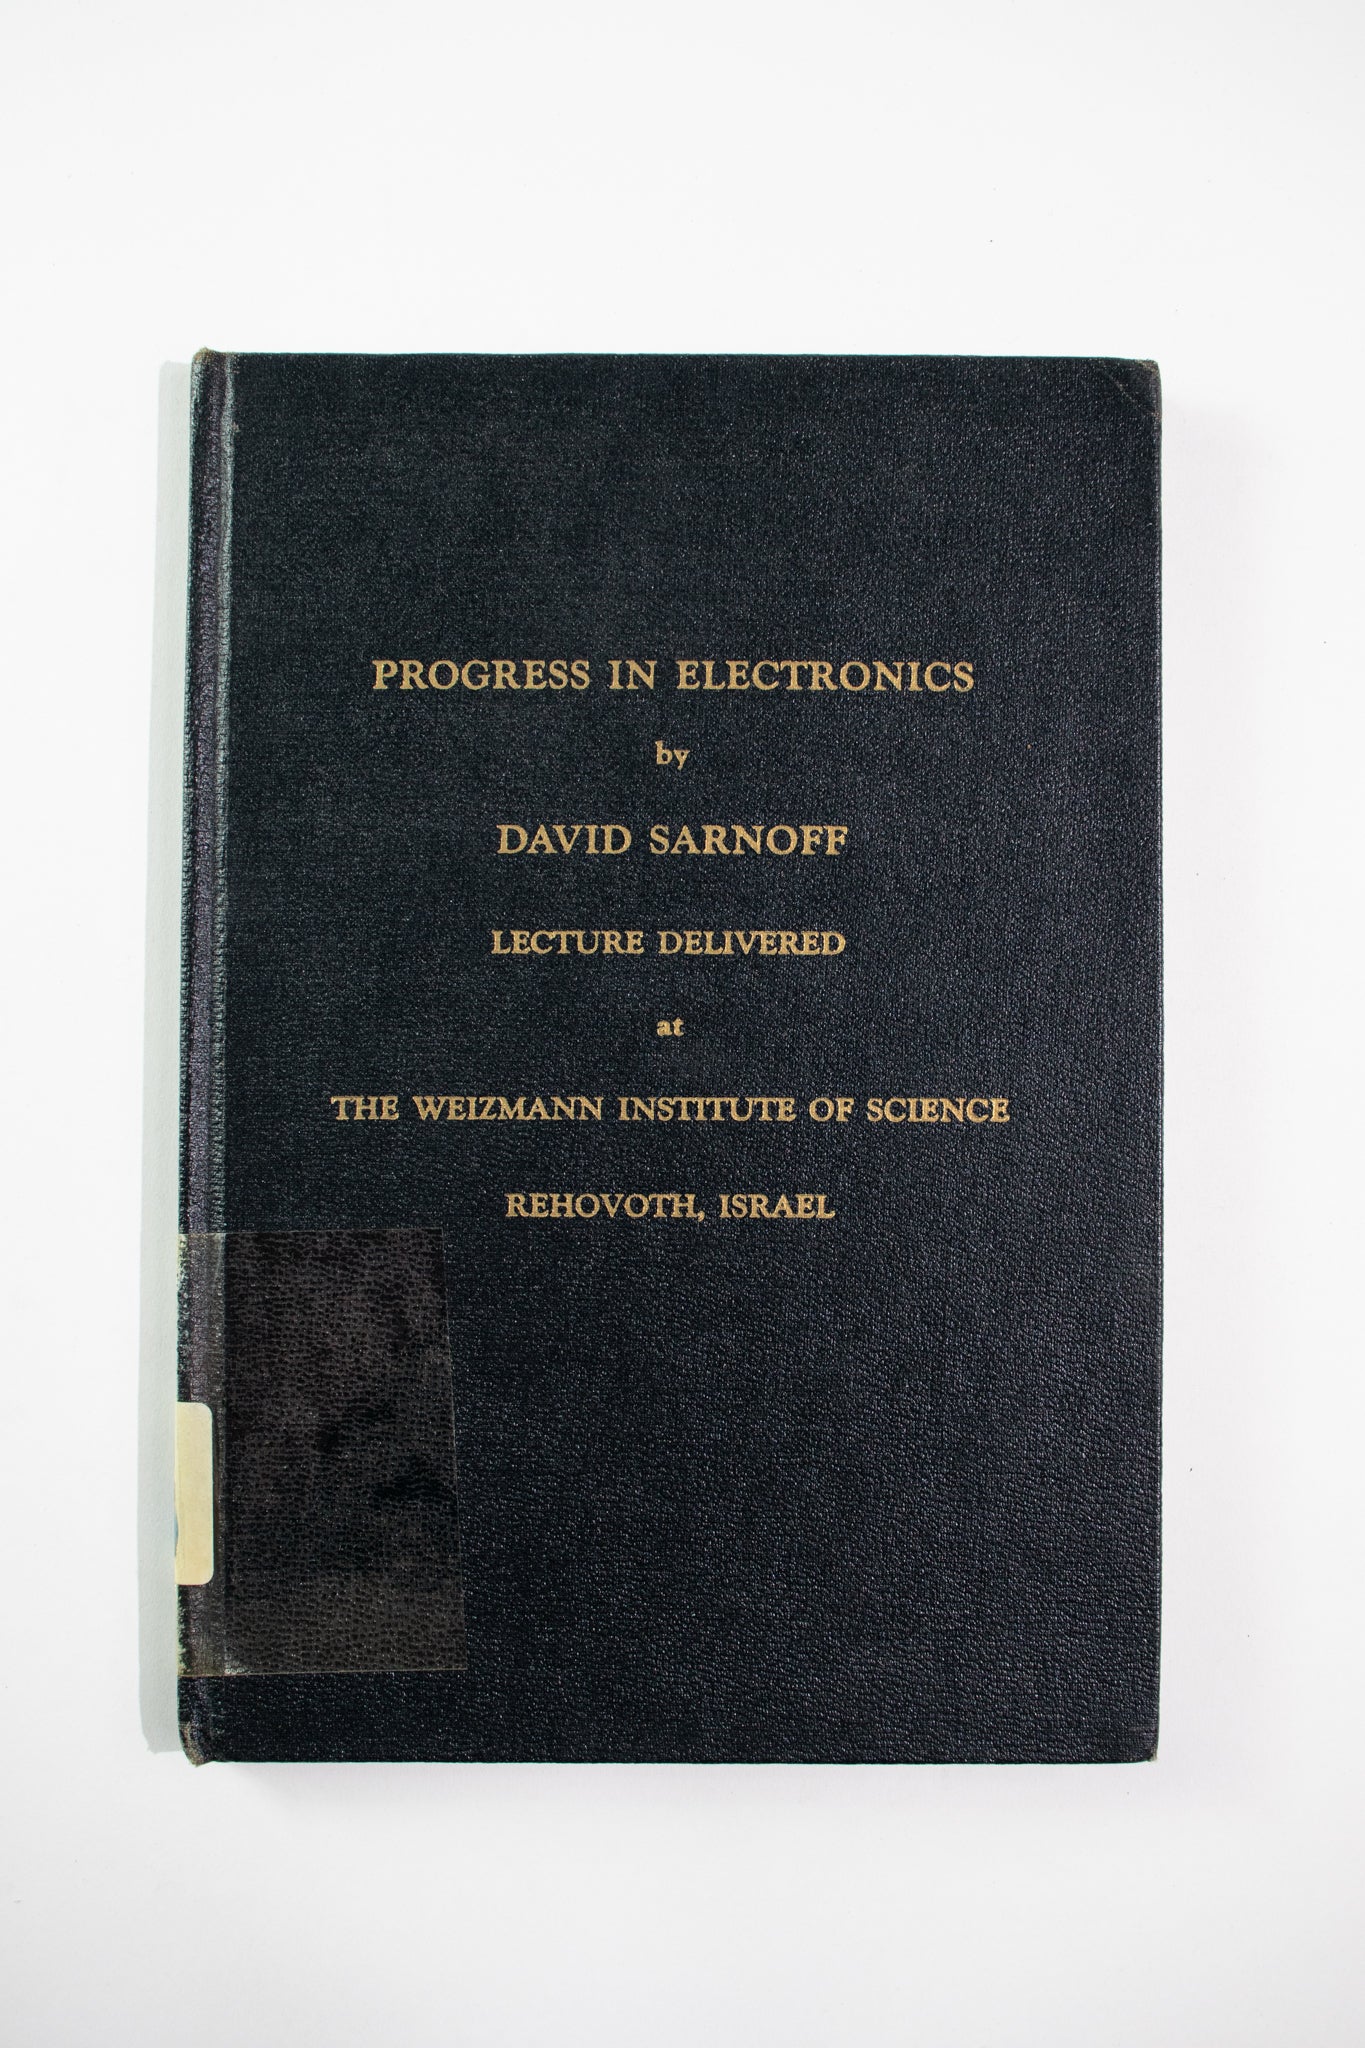 PROGRESS IN ELECTRONICS
by
DAVID SARNOFF
LECTURE DELIVERED
at
THE WEIZMANN INSTITUTE OF SCIENCE
REHOVOTH, ISRAEL